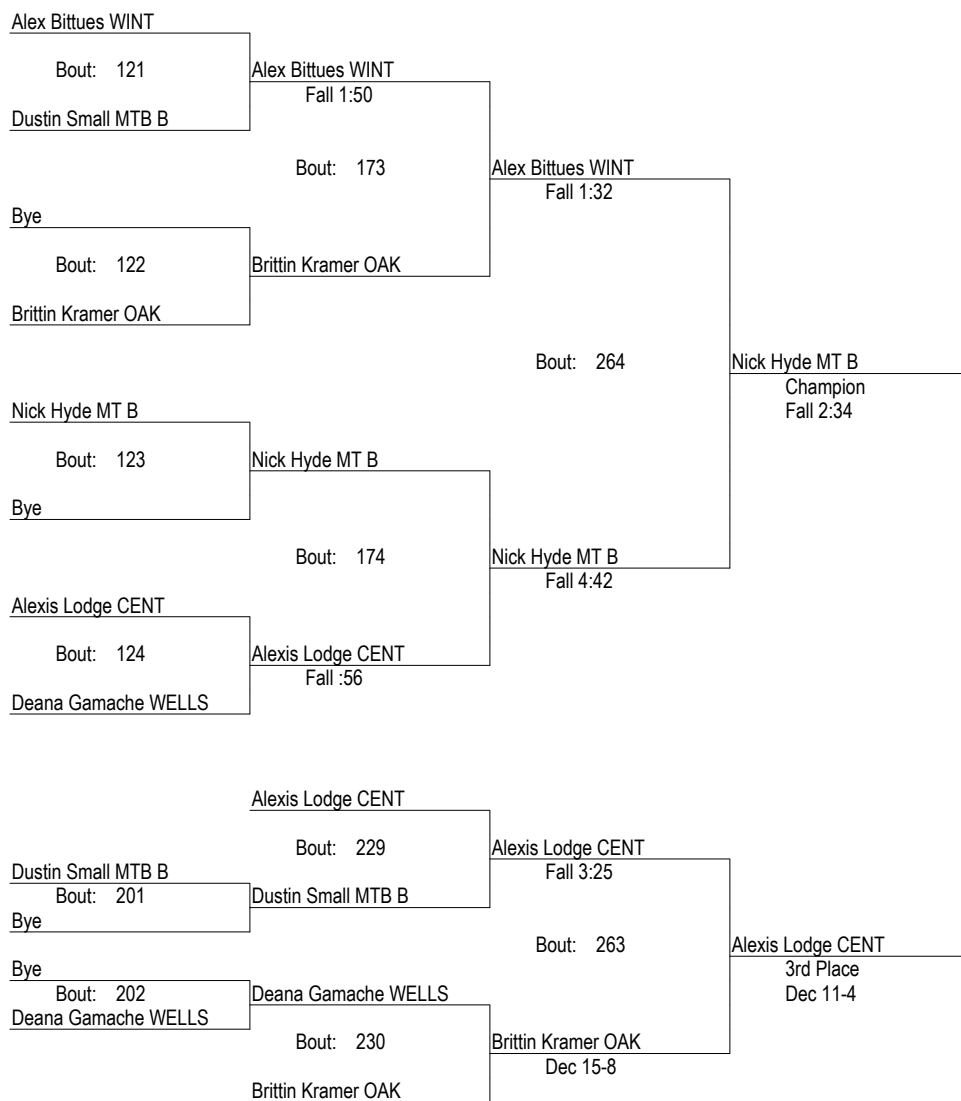 Alex Bittues WINT
Bout: 121
Alex Bittues WINT
Fall 1:50
Dustin Small MTB B
Bout: 173
Alex Bittues WINT
Fall 1:32
Bye
Bout: 122
Brittin Kramer OAK
Brittin Kramer OAK
Bout: 264
Nick Hyde MT B
Champion
Fall 2:34
Nick Hyde MT B
Bout: 123
Nick Hyde MT B
Bye
Bout: 174
Nick Hyde MT B
Fall 4:42
Alexis Lodge CENT
Bout: 124
Alexis Lodge CENT
Fall :56
Deana Gamache WELLS
Alexis Lodge CENT
Bout: 229
Alexis Lodge CENT
Fall 3:25
Dustin Small MTB B
Bout: 201
Dustin Small MTB B
Bye
Bout: 263
Alexis Lodge CENT
3rd Place
Dec 11-4
Bye
Bout: 202
Deana Gamache WELLS
Deana Gamache WELLS
Bout: 230
Brittin Kramer OAK
Dec 15-8
Brittin Kramer OAK